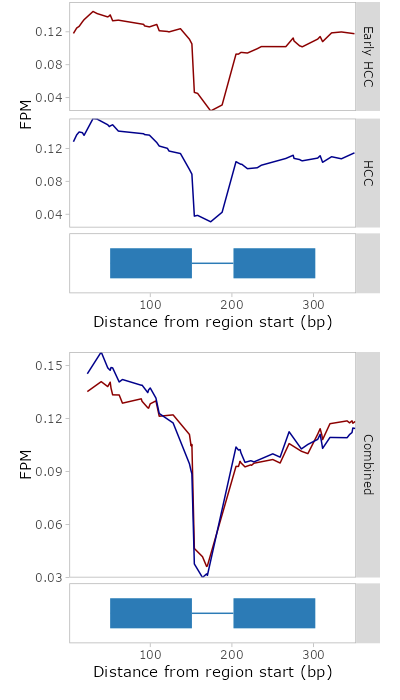 0.12
0.08
0.04
Early HCC
FPM
0.12
0.08
0.04
HCC
100 200 300
Distance from region start (bp)
0.15
0.12
0.09
0.06
0.03
FPM
Combined
100 200 300
Distance from region start (bp)